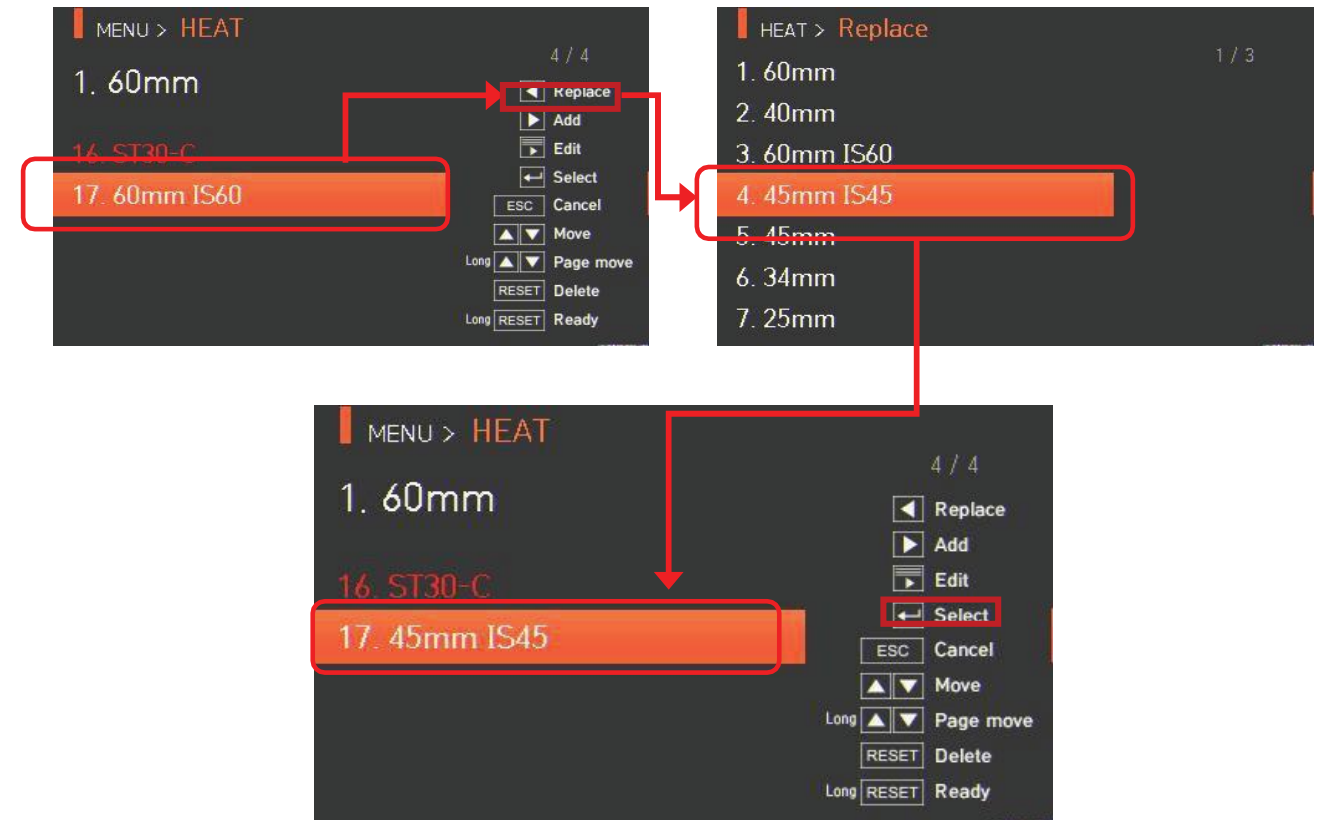 MENU > HEAT
4 / 4
1. 60mm
Replace
Add
16. ST30-C
Edit
Select
17. 60mm IS60
ESC Cancel
Move
Long Page move
RESET Delete
Long RESET Ready
HEAT > Replace
1 / 3
1. 60mm
2. 40mm
3. 60mm IS60
4. 45mm IS45
5. 45mm
6. 34mm
7. 25mm
MENU > HEAT
4 / 4
1. 60mm
Replace
Add
Edit
16. ST30-C
Select
17. 45mm IS45
ESC Cancel
Move
Long Page move
RESET Delete
Long RESET Ready